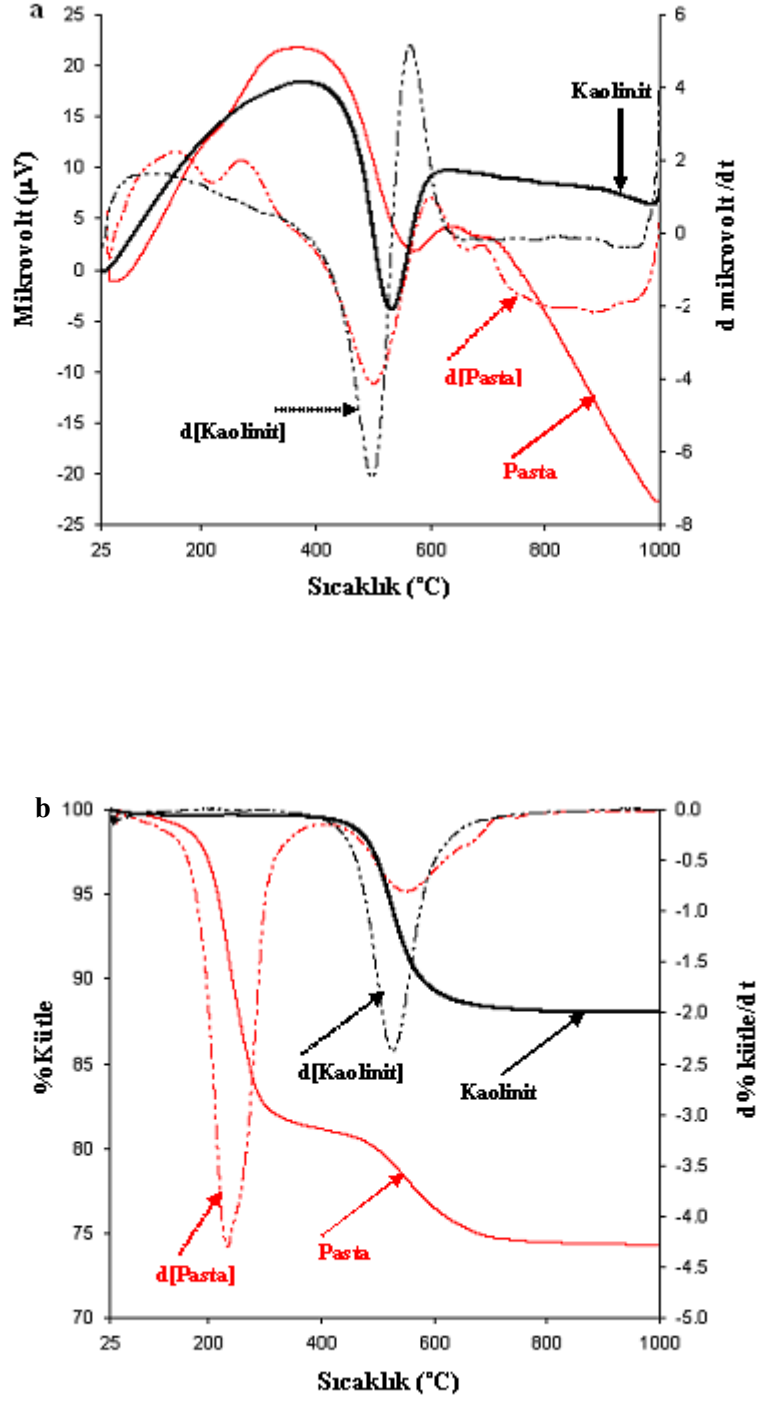 a
25
20
15
10
5
0
-5
-10
-15
-20
-25
Mikrovolt (µV)
6
4
2
0
-2
-4
-6
-8
d mikrovolt /dt
Kaolinit
d[Pasta]
d[Kaolinit]
Pasta
25 200 400 600 800 1000
Sıcaklık (°C)
b
100
95
90
85
80
75
70
%Kütle
0.0
-0.5
-1.0
-1.5
-2.0
-2.5
-3.0
-3.5
-4.0
-4.5
-5.0
d% kütle/dt
d[Kaolinit]
Kaolinit
d[Pasta]
Pasta
25 200 400 600 800 1000
Sıcaklık (°C)